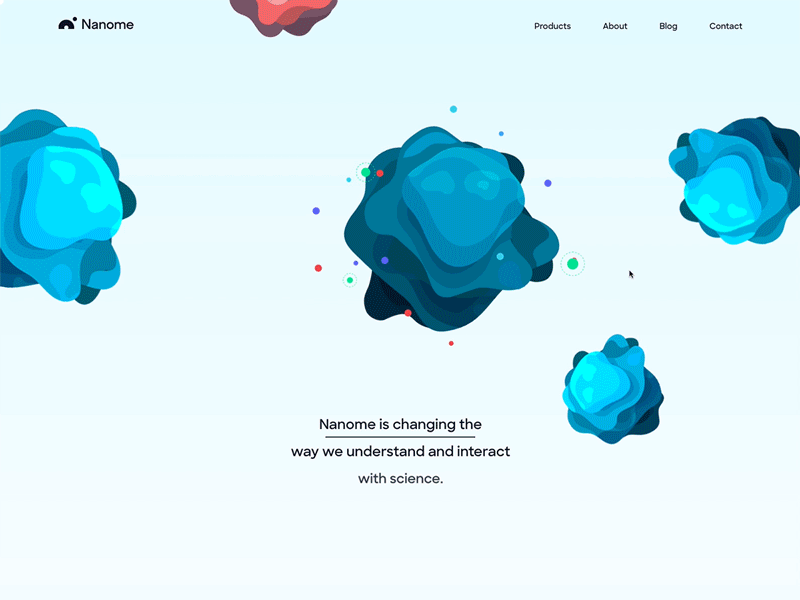 Nanome
Products
About
Blog
Contact
Nanome is changing the
way we understand and interact
with science.